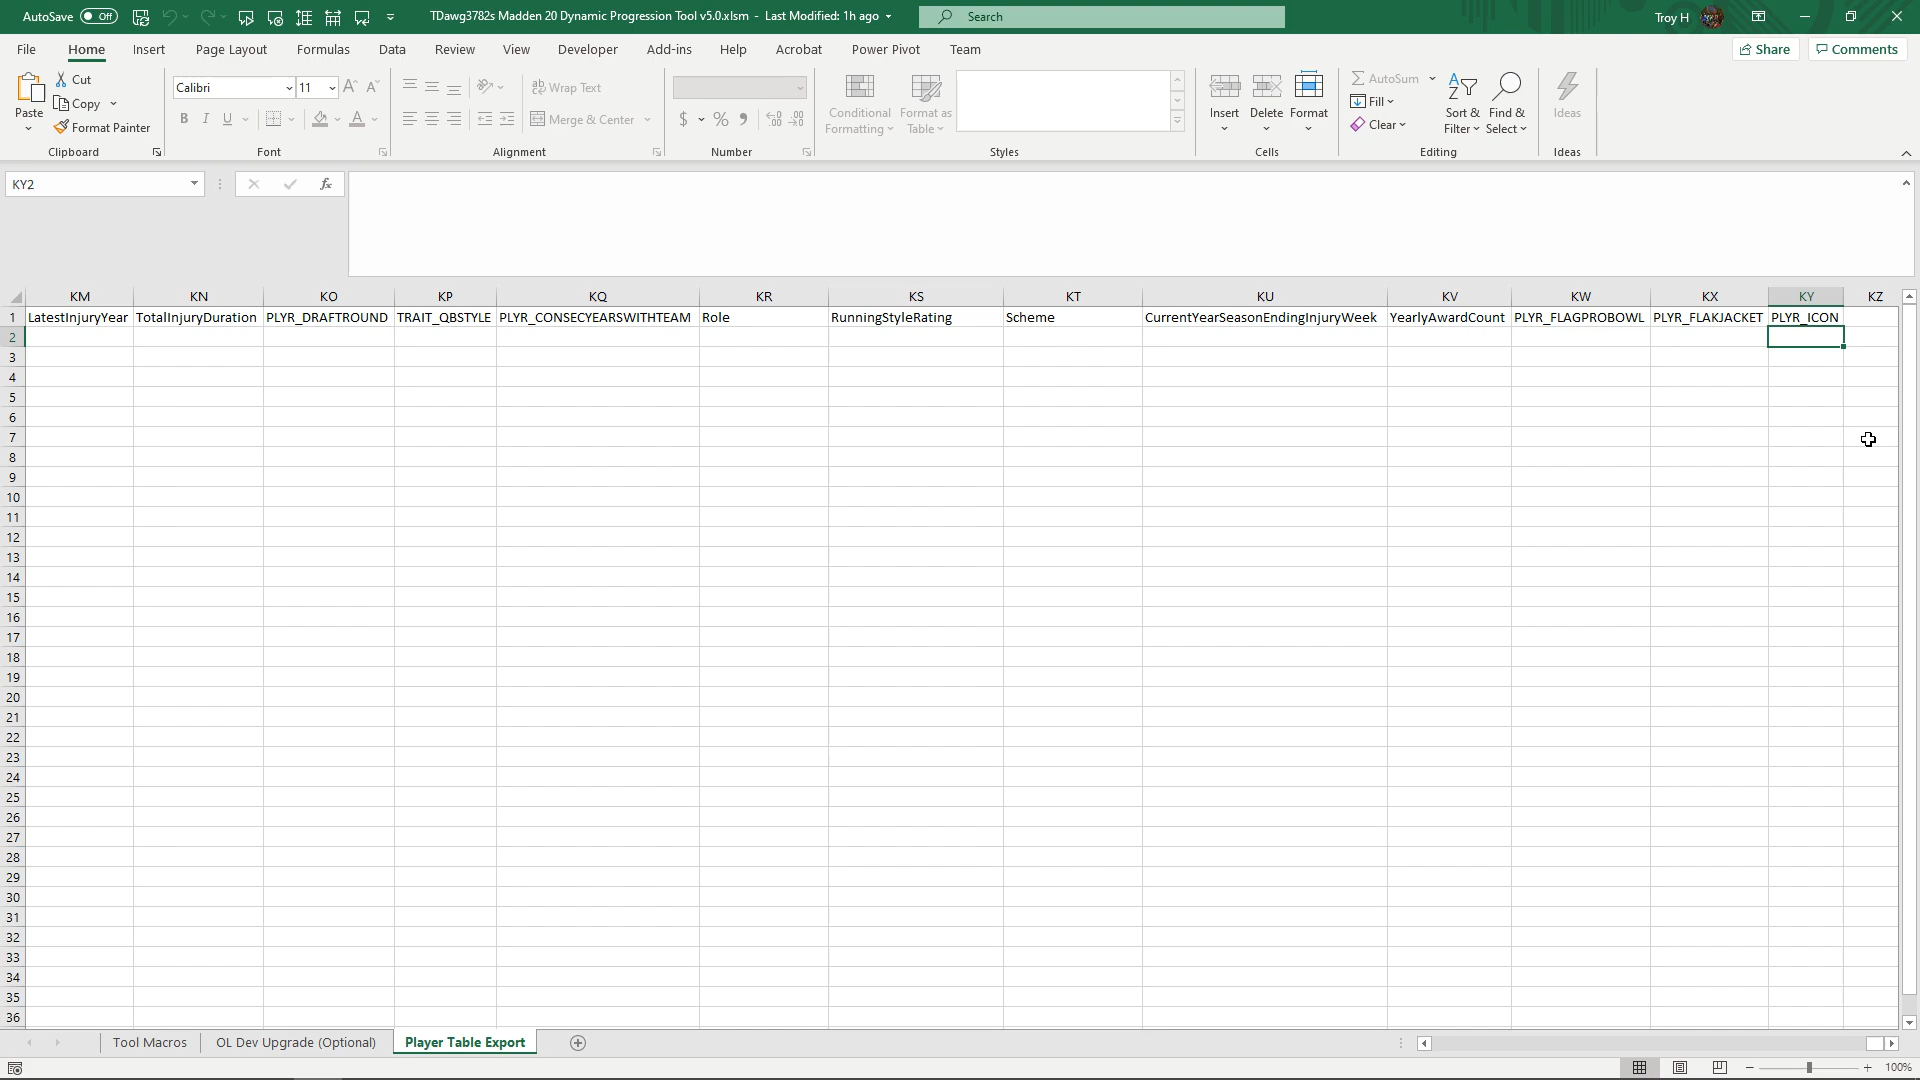 AutoSave Off TDawg3782s Madden 20 Dynamic Progression Tool v5.0.xlsm - Last Modified: 1h ago Search Troy H
File Home Insert Page Layout Formulas Data Review View Developer Add-ins Help Acrobat Power Pivot Team Share Comments
Paste
Cut
Copy
Format Painter
Clipboard
Calibri 11
B I U
Font
Wrap Text
Merge & Center
Alignment
$ % 9
Number
Conditional Formatting
Format as Table
Styles
Insert Delete Format
Cells
AutoSum
Fill
Clear
Sort & Filter
Find & Select
Editing
Ideas
Ideas
KY2 fx
KM KN KO KP KQ KR KS KT KU KV KW KX KY KZ
1 LatestInjuryYear TotalInjuryDuration PLYR_DRAFTROUND TRAIT_QBSTYLE PLYR_CONSECYEARSWITHTEAM Role RunningStyleRating Scheme CurrentYearSeasonEndingInjuryWeek YearlyAwardCount PLYR_FLAGPROBOWL PLYR_FLAKJACKET PLYR_ICON
2
3
4
5
6
7
8
9
10
11
12
13
14
15
16
17
18
19
20
21
22
23
24
25
26
27
28
29
30
31
32
33
34
35
36
Tool Macros OL Dev Upgrade (Optional) Player Table Export
100%